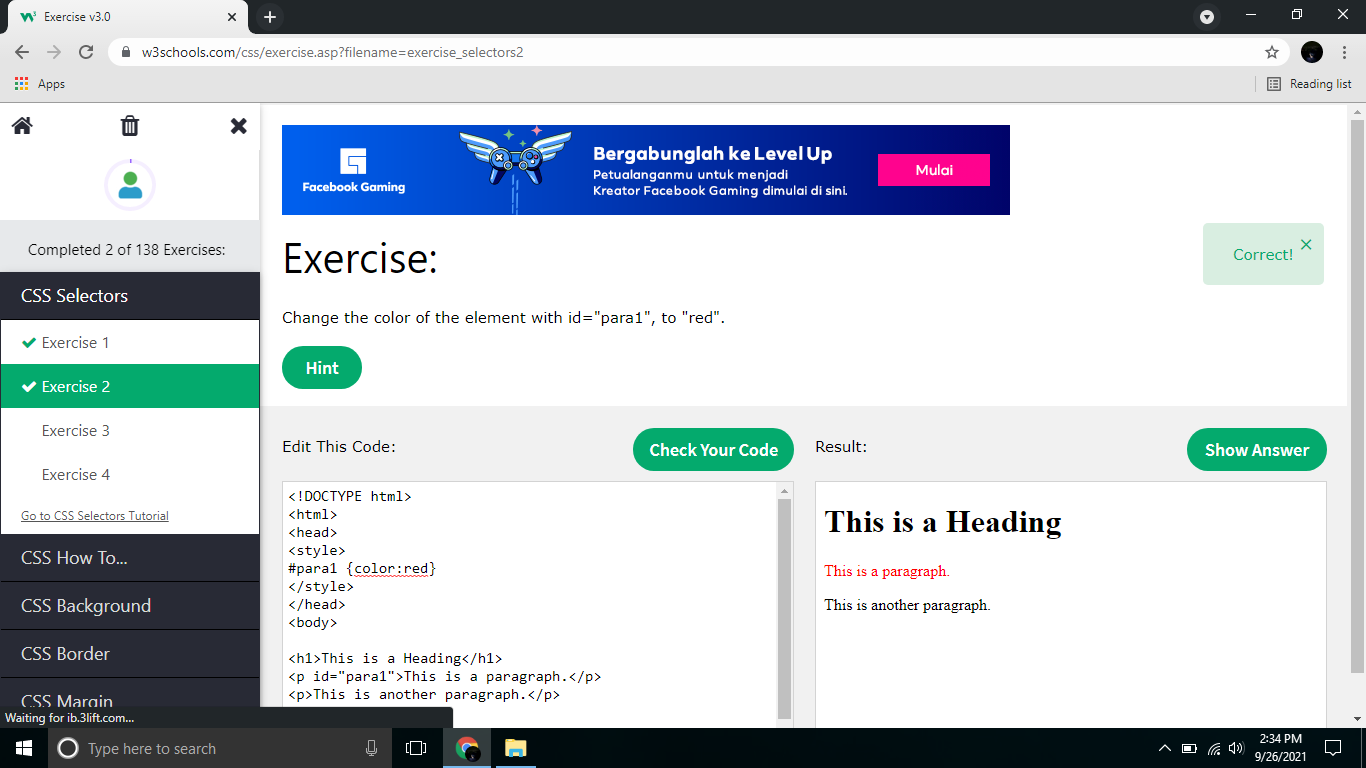 Exercise v3.0
w3schools.com/css/exercise.asp?filename=exercise_selectors2
Apps
Reading list
Facebook Gaming
Bergabunglah ke Level Up
Petualanganmu untuk menjadi
Kreator Facebook Gaming dimulai di sini.
Mulai
Completed 2 of 138 Exercises:
CSS Selectors
Exercise 1
Exercise 2
Exercise 3
Exercise 4
Go to CSS Selectors Tutorial
CSS How To...
CSS Background
CSS Border
CSS Margin
Exercise:
Correct!
Change the color of the element with id="para1", to "red".
Hint
Edit This Code:
Check Your Code
Result:
Show Answer
<!DOCTYPE html>
<html>
<head>
<style>
#para1 {color:red}
</style>
</head>
<body>
<h1>This is a Heading</h1>
<p id="para1">This is a paragraph.</p>
<p>This is another paragraph.</p>
This is a Heading
This is a paragraph.
This is another paragraph.
Waiting for ib.3lift.com...
Type here to search
2:34 PM
9/26/2021